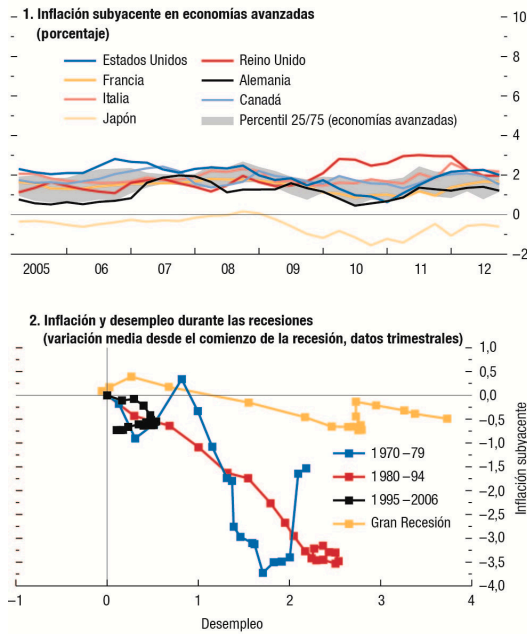 1. Inflación subyacente en economías avanzadas
(porcentaje)
Estados Unidos
Reino Unido
Francia
Alemania
Italia
Canadá
Japón
Percentil 25/75 (economías avanzadas)
10
8
6
4
2
0
–2
2005 06 07 08 09 10 11 12
2. Inflación y desempleo durante las recesiones
(variación media desde el comienzo de la recesión, datos trimestrales)
1,0
0,5
0,0
–0,5
–1,0
–1,5
–2,0
–2,5
–3,0
–3,5
–4,0
Inflación subyacente
1970–79
1980–94
1995–2006
Gran Recesión
–1 0 1 2 3 4
Desempleo